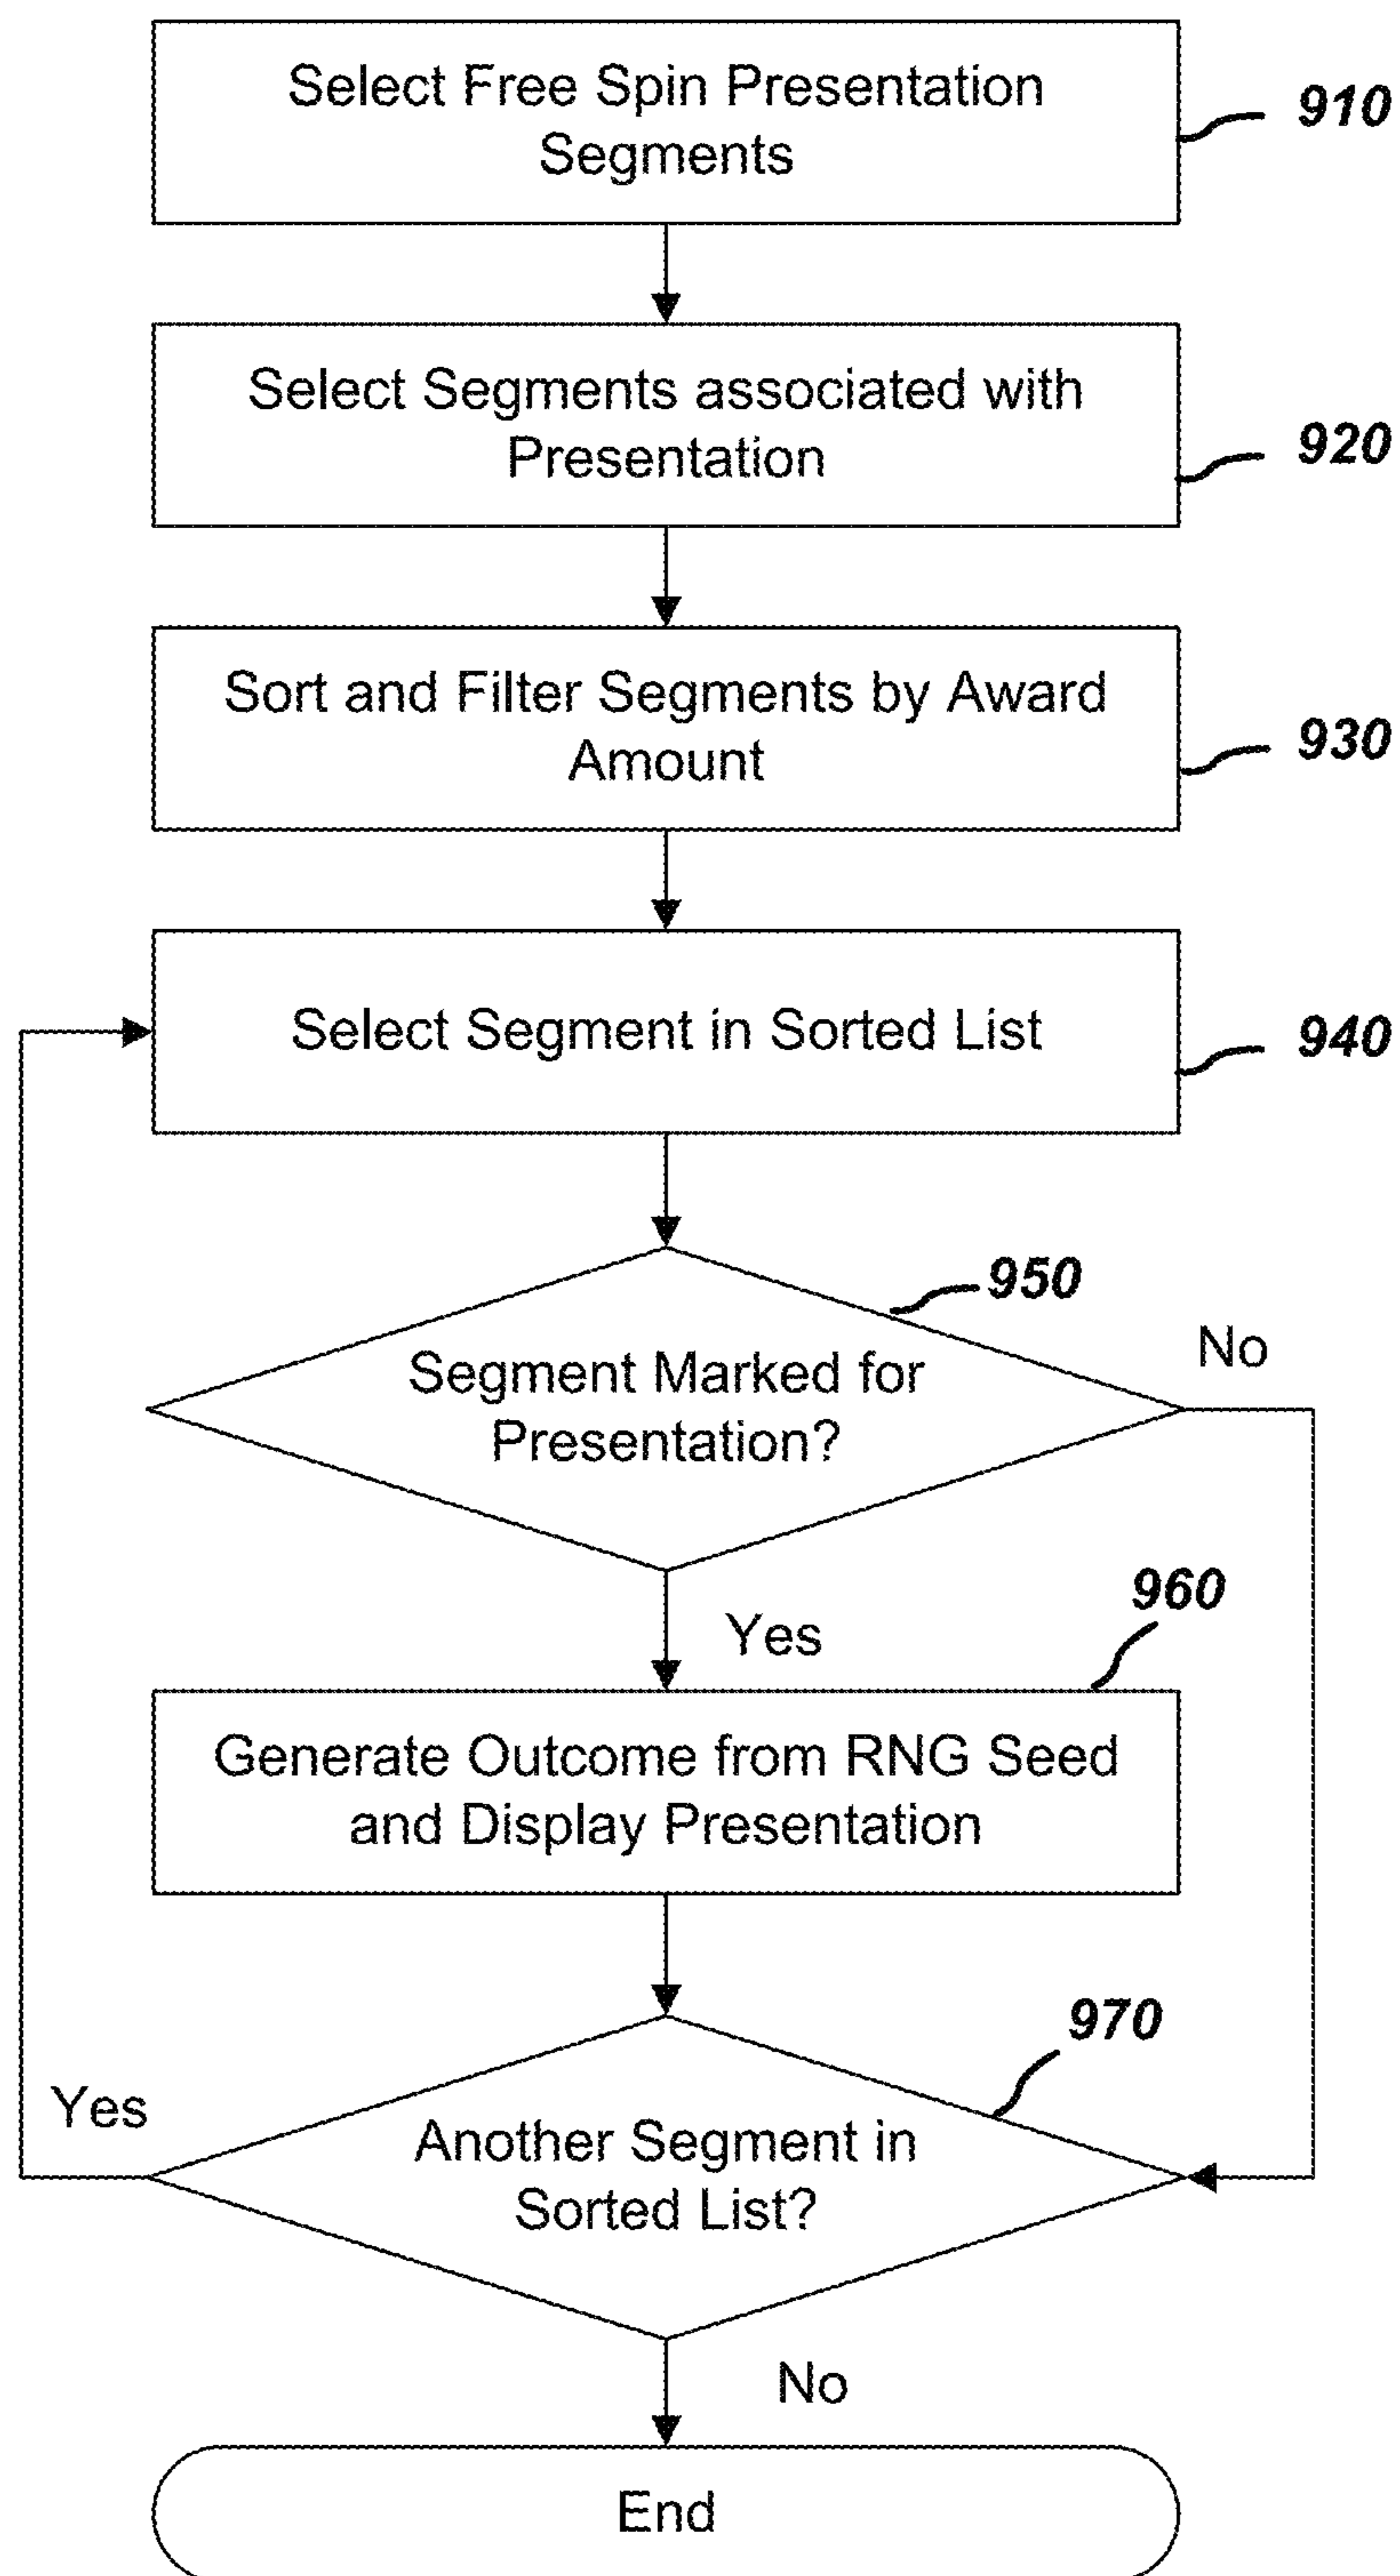 Select Free Spin Presentation
Segments
910
Select Segments associated with
Presentation
920
Sort and Filter Segments by Award
Amount
930
Select Segment in Sorted List
940
950
No
Segment Marked for
Presentation?
960
Yes
Generate Outcome from RNG Seed
and Display Presentation
970
Yes
Another Segment in
Sorted List?
No
End